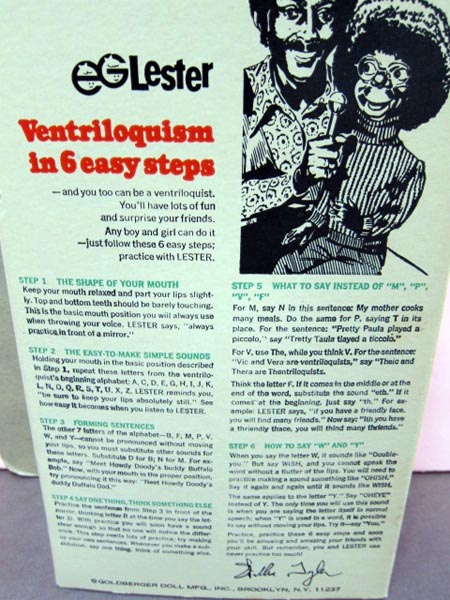 eG Lester
Ventriloquism
in 6 easy steps
—and you too can be a ventriloquist.
You'll have lots of fun
and surprise your friends.
Any boy and girl can do it
—just follow these 6 easy steps;
practice with LESTER.
STEP 1 THE SHAPE OF YOUR MOUTH
Keep your mouth relaxed and part your lips slight-
ly. Top and bottom teeth should be barely touching.
This is the basic mouth position you will always use
when throwing your voice. LESTER says, "always
practice in front of a mirror."
STEP 2 THE EASY-TO-MAKE SIMPLE SOUNDS
Holding your mouth in the basic position described
in Step 1, repeat these letters from the ventrilo-
quist's beginning alphabet: A, C, D, E, G, H, I, J, K,
L, N, O, Q, R, S, T, U, X, Z. LESTER reminds you,
"be sure to keep your lips absolutely still." See
how easy it becomes when you listen to LESTER.
STEP 3 FORMING SENTENCES
The other 7 letters of the alphabet—B, F, M, P, V,
W, and Y—cannot be pronounced without moving
your lips, so you must substitute other sounds for
these letters. Substitute D for B; N for M. For ex-
ample, say "Meet Howdy Doody's buddy Buffalo
Bob." Now, with your mouth in the proper position,
try pronouncing it this way: "Neet Howdy Doody's
duddy Duffalo Dod."
STEP 4 SAY ONE THING, THINK SOMETHING ELSE
Practice the sentence from Step 3 in front of the
mirror, thinking letter B at the time you say the let-
ter D. With practice you will soon have a sound
clear enough so that no one will notice the differ-
ence. This step needs lots of practice, try making
up your own sentences. Whenever you make a sub-
stitution, say one thing, think of something else.
STEP 5 WHAT TO SAY INSTEAD OF "M", "P",
"V", "F"
For M, say N in this sentence: My mother cooks
many meals. Do the same for P, saying T in its
place. For the sentence: "Pretty Paula played a
piccolo," say "Tretty Taula tlayed a ticcolo."
For V, use The, while you think V. For the sentence:
"Vic and Vera are ventriloquists," say "Theic and
Thera are Thentriloquists.
Think the letter F. If it comes in the middle or at the
end of the word, substitute the sound "eth." If it
comes at the beginning. Just say "th." For ex-
ample: LESTER says, "if you have a friendly face,
you will find many friends." Now say: "Ith you have
a thriendly thace, you will thind many thriends."
STEP 6 HOW TO SAY "W" AND "Y"
When you say the letter W, it sounds like "Double-
you." But say WISH, and you cannot speak the
word without a flutter of the lips. You will need to
practice making a sound something like "OHISH."
Say it again and again until it sounds like WISH.
The same applies to the letter "Y." Say "OHEYE"
instead of Y. The only time you will use this sound
is when you are saying the letter itself in normal
speech; when "Y" is used in a word, it is possible
to say without moving your lips. Try it—say "You."
Practice, practice these 6 easy steps and soon
you'll be amusing and amazing your friends with
your skill. But remember, you and LESTER can
never practice too much!
Willie Tyler
© GOLDBERGER DOLL MFG., INC., BROOKLYN, N.Y. 11237